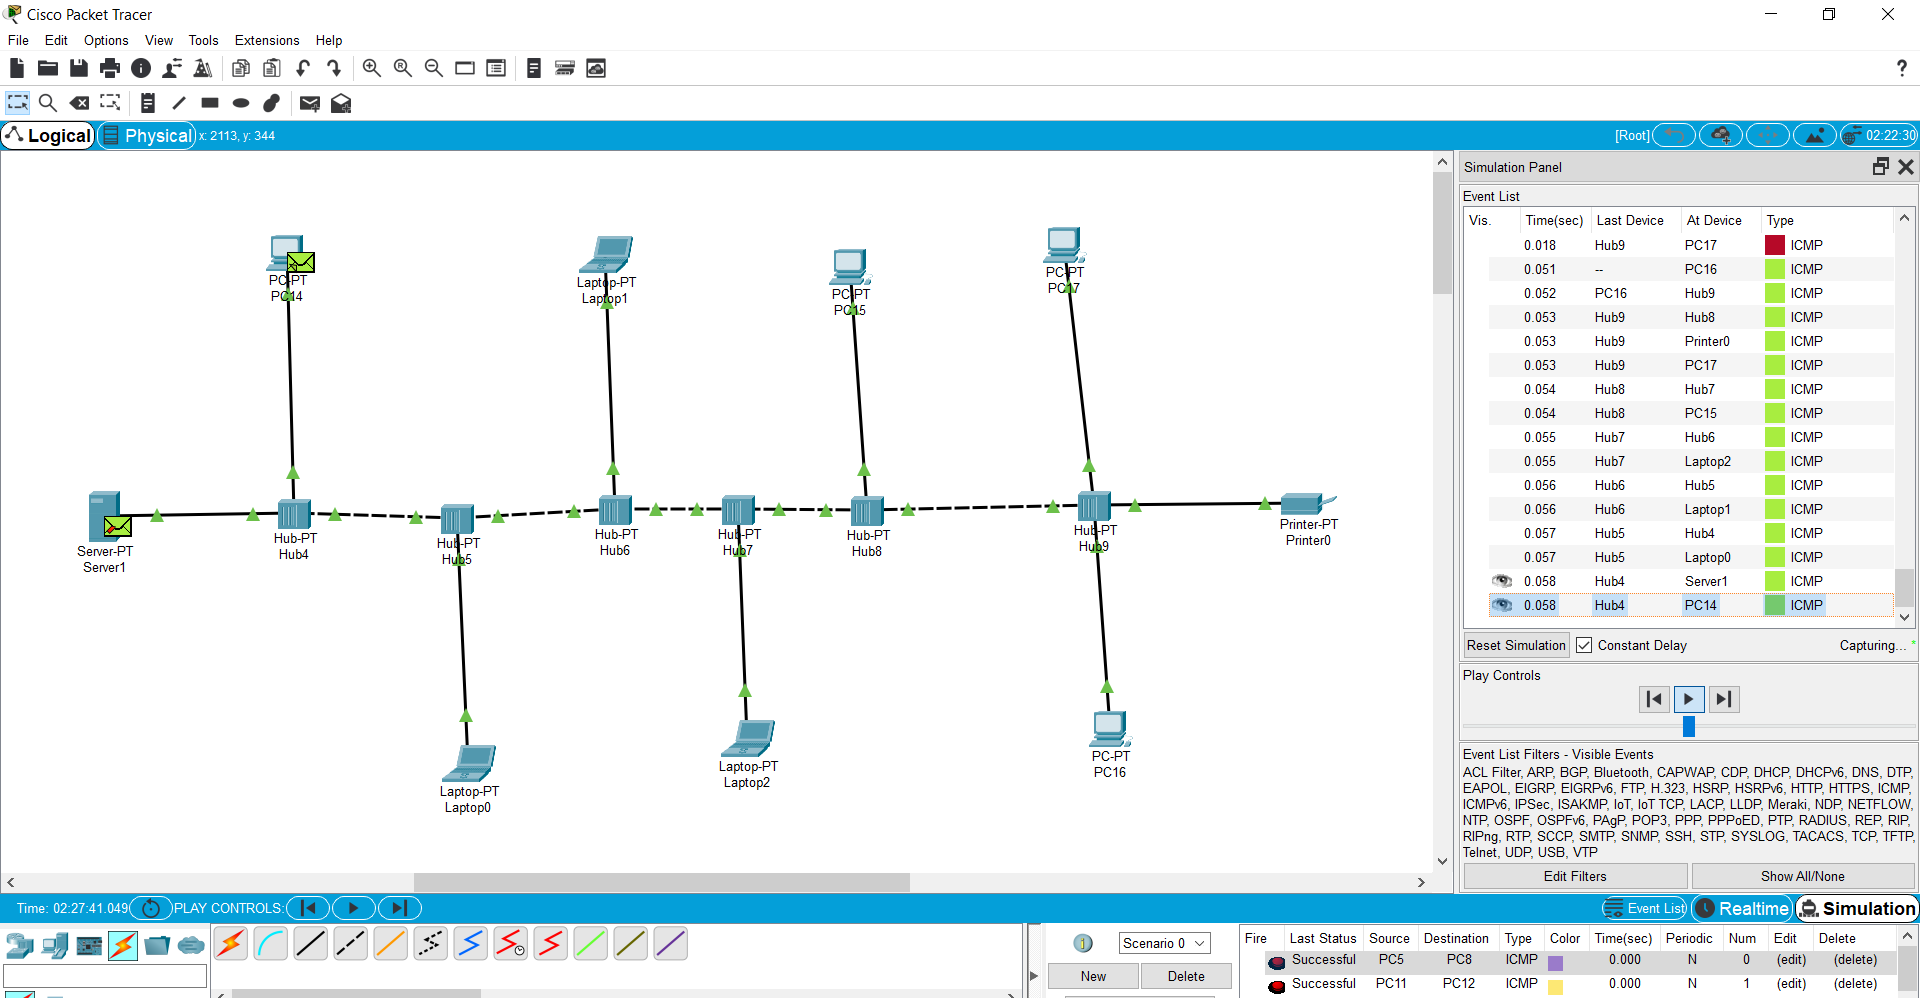 Cisco Packet Tracer
File Edit Options View Tools Extensions Help
Logical Physical x: 2113, y: 344 [Root] 02:22:30
PC-PT
PC14
Laptop-PT
Laptop1
PC-PT
PC15
PC-PT
PC17
Server-PT
Server1
Hub-PT
Hub4
Hub-PT
Hub5
Hub-PT
Hub6
Hub-PT
Hub7
Hub-PT
Hub8
Hub-PT
Hub9
Printer-PT
Printer0
Laptop-PT
Laptop0
Laptop-PT
Laptop2
PC-PT
PC16
Simulation Panel
Event List
Vis. Time(sec) Last Device At Device Type
0.018 Hub9 PC17 ICMP
0.051 -- PC16 ICMP
0.052 PC16 Hub9 ICMP
0.053 Hub9 Hub8 ICMP
0.053 Hub9 Printer0 ICMP
0.053 Hub9 PC17 ICMP
0.054 Hub8 Hub7 ICMP
0.054 Hub8 PC15 ICMP
0.055 Hub7 Hub6 ICMP
0.055 Hub7 Laptop2 ICMP
0.056 Hub6 Hub5 ICMP
0.056 Hub6 Laptop1 ICMP
0.057 Hub5 Hub4 ICMP
0.057 Hub5 Laptop0 ICMP
0.058 Hub4 Server1 ICMP
0.058 Hub4 PC14 ICMP
Reset Simulation Constant Delay Capturing... *
Play Controls
Event List Filters - Visible Events
ACL Filter, ARP, BGP, Bluetooth, CAPWAP, CDP, DHCP, DHCPv6, DNS, DTP,
EAPOL, EIGRP, EIGRPv6, FTP, H.323, HSRP, HSRPv6, HTTP, HTTPS, ICMP,
ICMPv6, IPSec, ISAKMP, IoT, IoT TCP, LACP, LLDP, Meraki, NDP, NETFLOW,
NTP, OSPF, OSPFv6, PAgP, POP3, PPP, PPPoED, PTP, RADIUS, REP, RIP,
RIPng, RTP, SCCP, SMTP, SNMP, SSH, STP, SYSLOG, TACACS, TCP, TFTP,
Telnet, UDP, USB, VTP
Edit Filters Show All/None
Time: 02:27:41.049 PLAY CONTROLS: Event List Realtime Simulation
Scenario 0
New Delete
Fire Last Status Source Destination Type Color Time(sec) Periodic Num Edit Delete
Successful PC5 PC8 ICMP 0.000 N 0 (edit) (delete)
Successful PC11 PC12 ICMP 0.000 N 1 (edit) (delete)